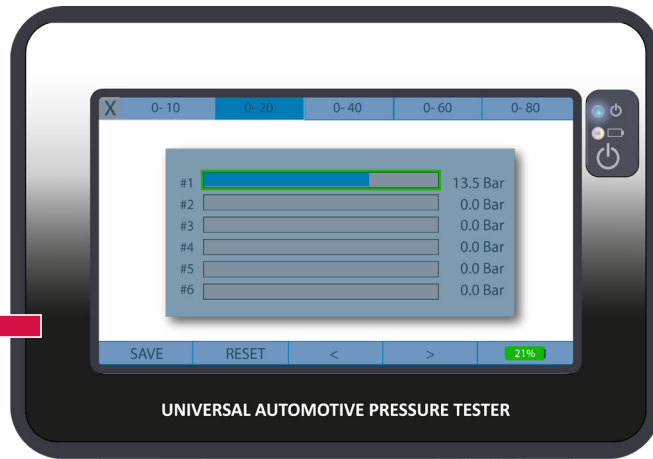 X 0- 10 0- 20 0- 40 0- 60 0- 80
#1 13.5 Bar
#2 0.0 Bar
#3 0.0 Bar
#4 0.0 Bar
#5 0.0 Bar
#6 0.0 Bar
SAVE RESET < > 21%
UNIVERSAL AUTOMOTIVE PRESSURE TESTER